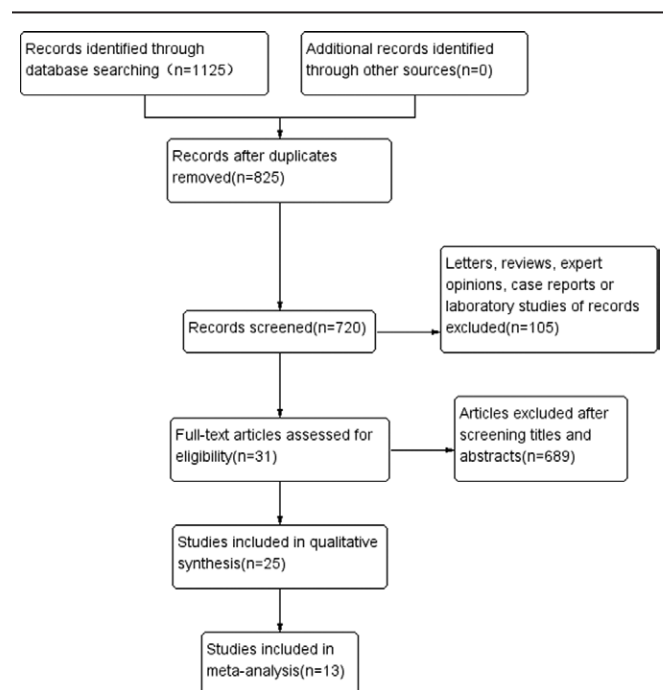 Records identified through
database searching（n=1125）
Additional records identified
through other sources(n=0)
Records after duplicates
removed(n=825)
Letters, reviews, expert
opinions, case reports or
laboratory studies of records
excluded(n=105)
Records screened(n=720)
Full-text articles assessed for
eligibility(n=31)
Articles excluded after
screening titles and
abstracts(n=689)
Studies included in qualitative
synthesis(n=25)
Studies included in
meta-analysis(n=13)